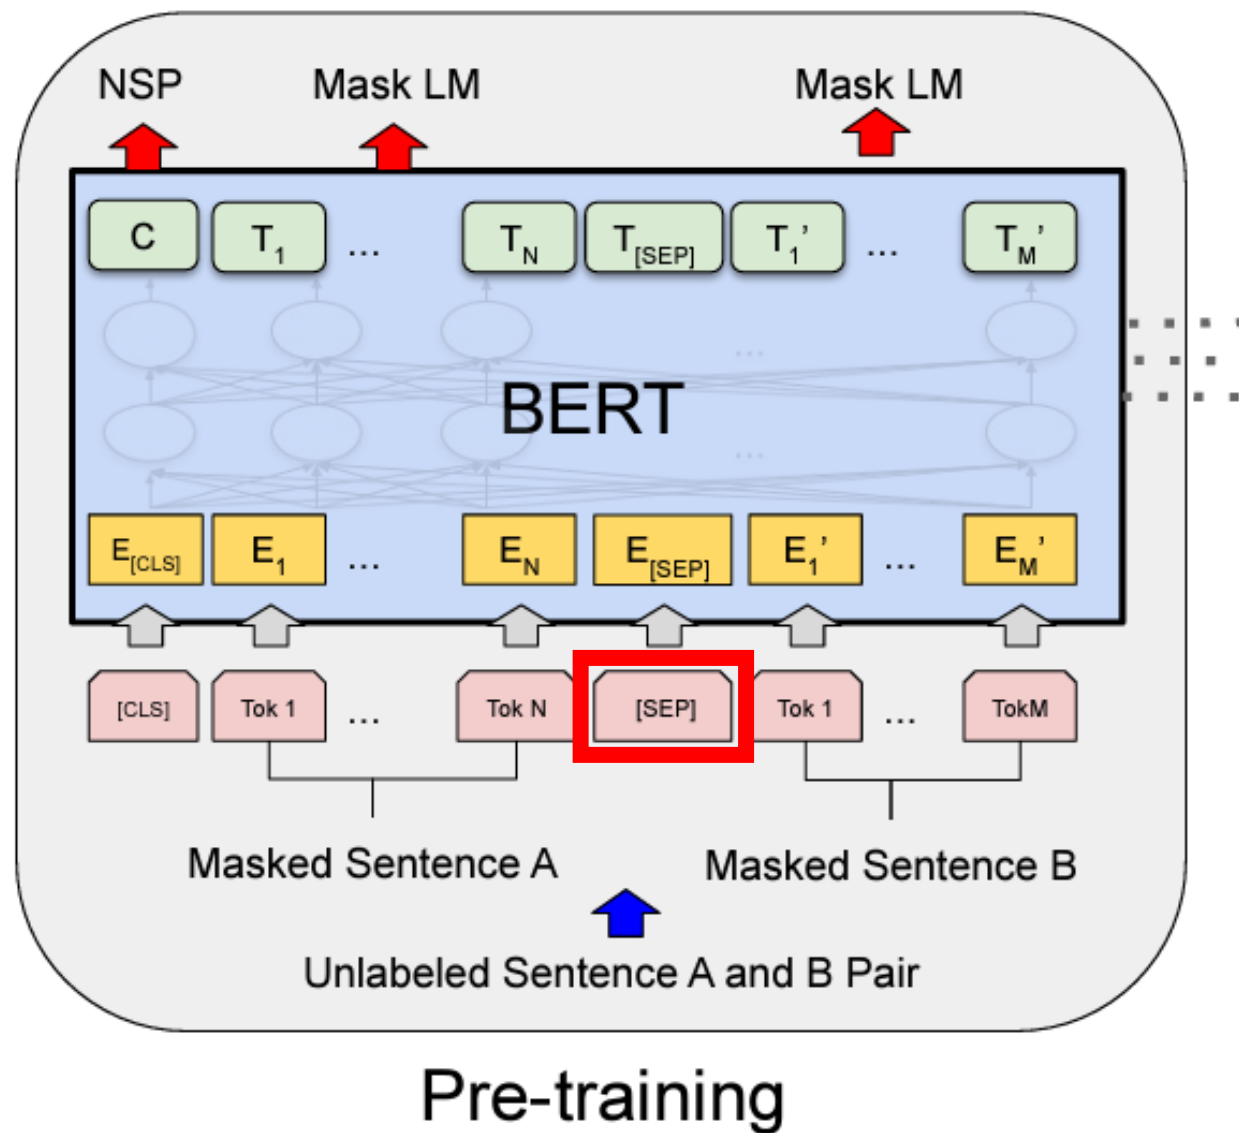 NSP Mask LM Mask LM
C T1 ... TN T[SEP] T1' ... TM'
...
BERT
...
E[CLS] E1 ... EN E[SEP] E1' ... EM'
[CLS] Tok 1 ... Tok N [SEP] Tok 1 ... TokM
Masked Sentence A Masked Sentence B
Unlabeled Sentence A and B Pair
Pre-training